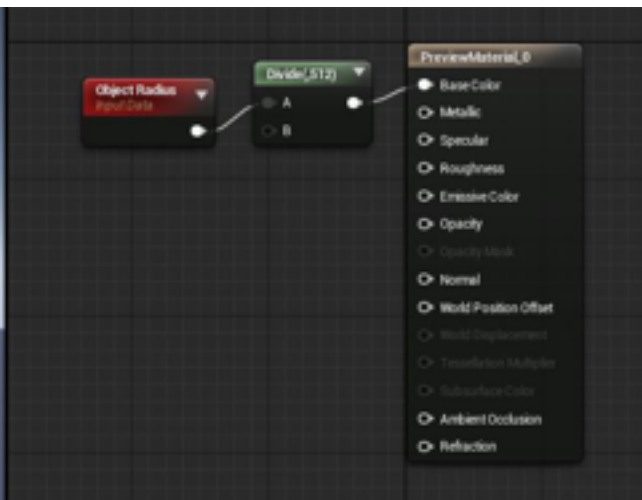 Object Radius
Input Data
Divide(,512)
A
B
PreviewMaterial_0
Base Color
Metallic
Specular
Roughness
Emissive Color
Opacity
Opacity Mask
Normal
World Position Offset
World Displacement
Tessellation Multiplier
Subsurface Color
Ambient Occlusion
Refraction